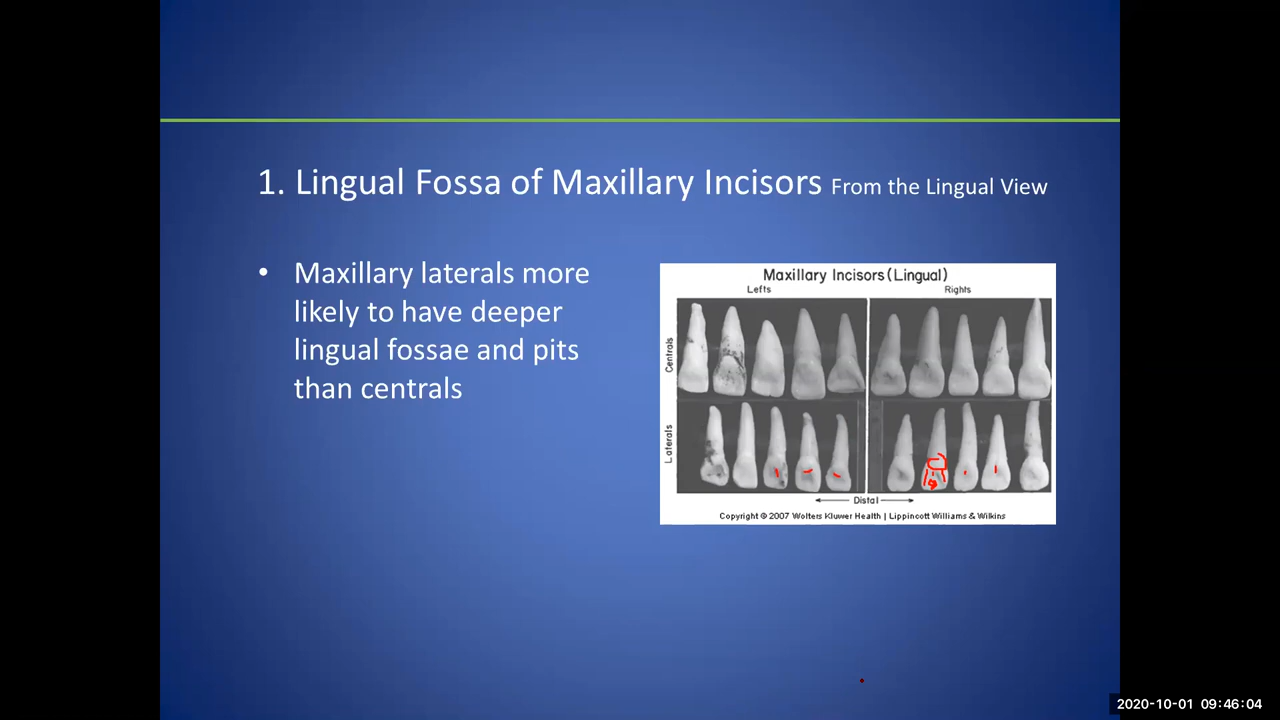 1. Lingual Fossa of Maxillary Incisors From the Lingual View
• Maxillary laterals more
likely to have deeper
lingual fossae and pits
than centrals
Maxillary Incisors (Lingual)
Lefts Rights
Centrals
Laterals
Distal
Copyright © 2007 Wolters Kluwer Health | Lippincott Williams & Wilkins
2020-10-01 09:46:04